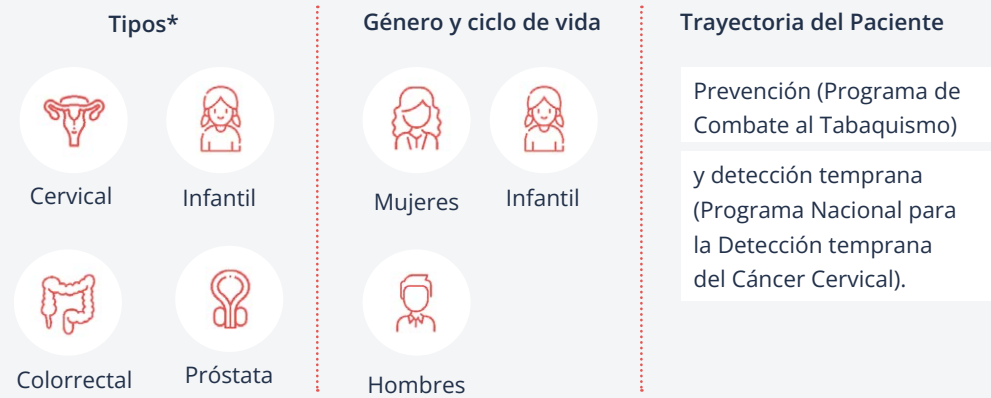 Tipos*
Cervical
Infantil
Colorrectal
Próstata
Género y ciclo de vida
Mujeres
Infantil
Hombres
Trayectoria del Paciente
Prevención (Programa de
Combate al Tabaquismo)
y detección temprana
(Programa Nacional para
la Detección temprana
del Cáncer Cervical).